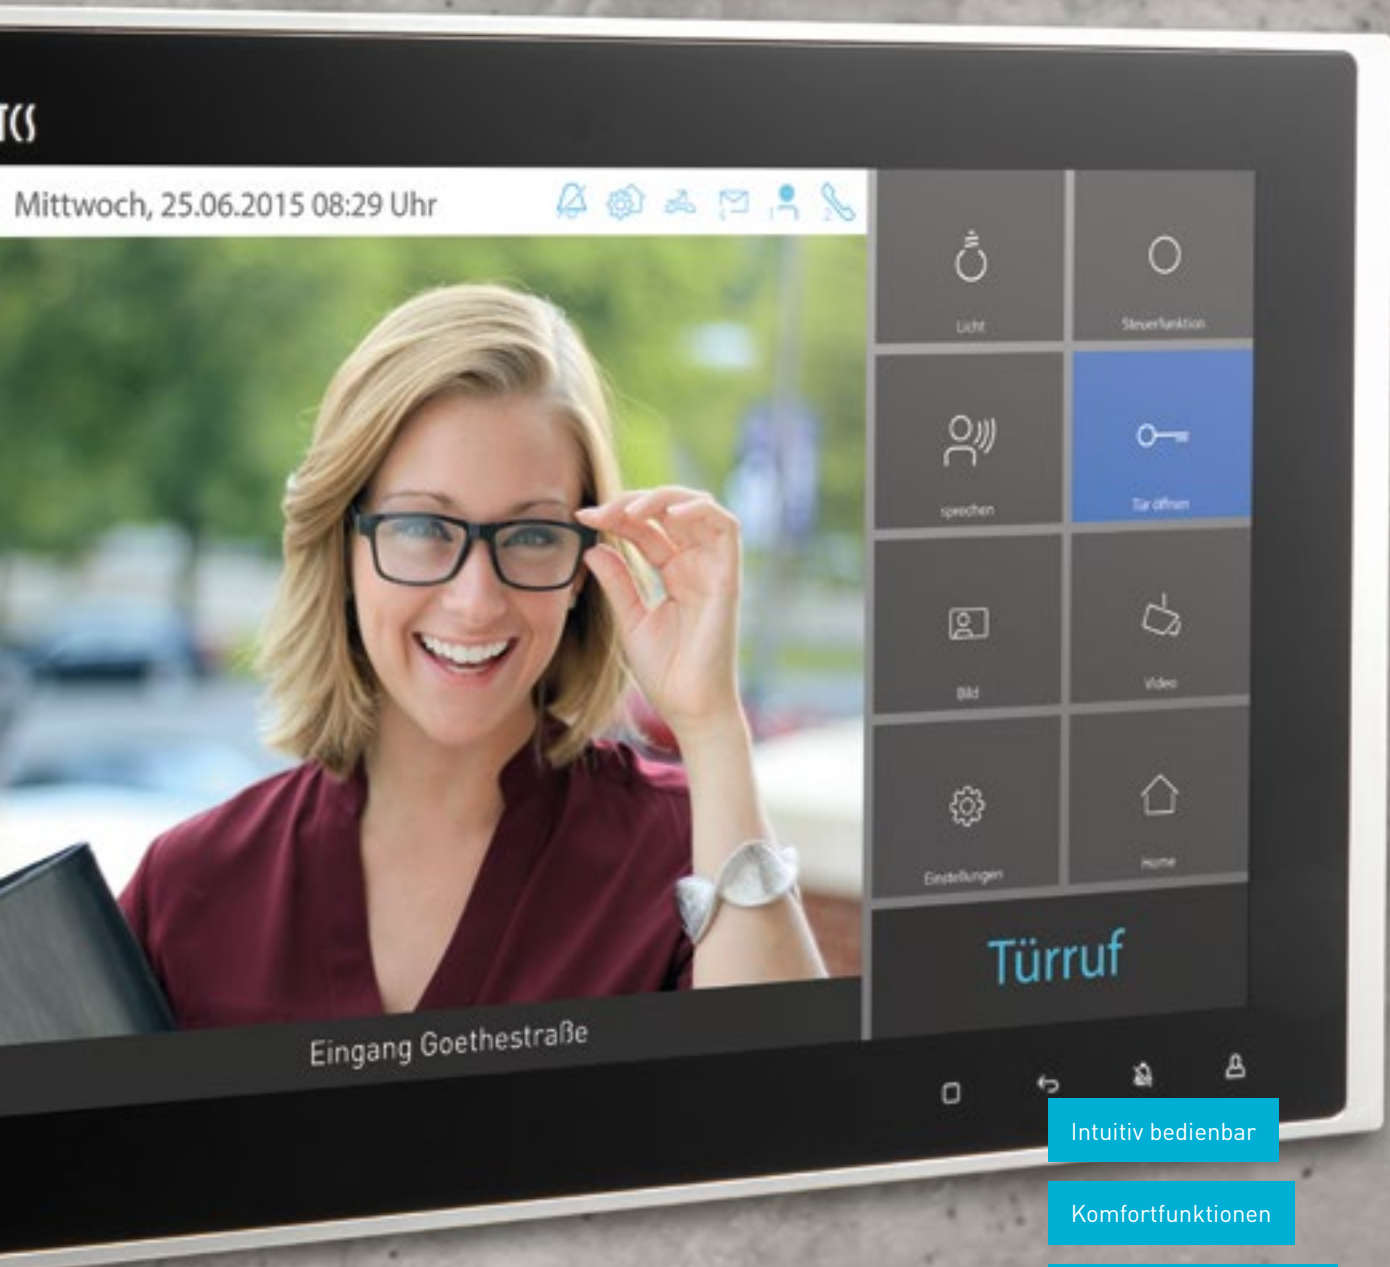 TCS
Mittwoch, 25.06.2015 08:29 Uhr
Licht
Steuerfunktion
sprechen
Tür öffnen
Bild
Video
Einstellungen
Home
Türruf
Eingang Goethestraße
Intuitiv bedienbar
Komfortfunktionen